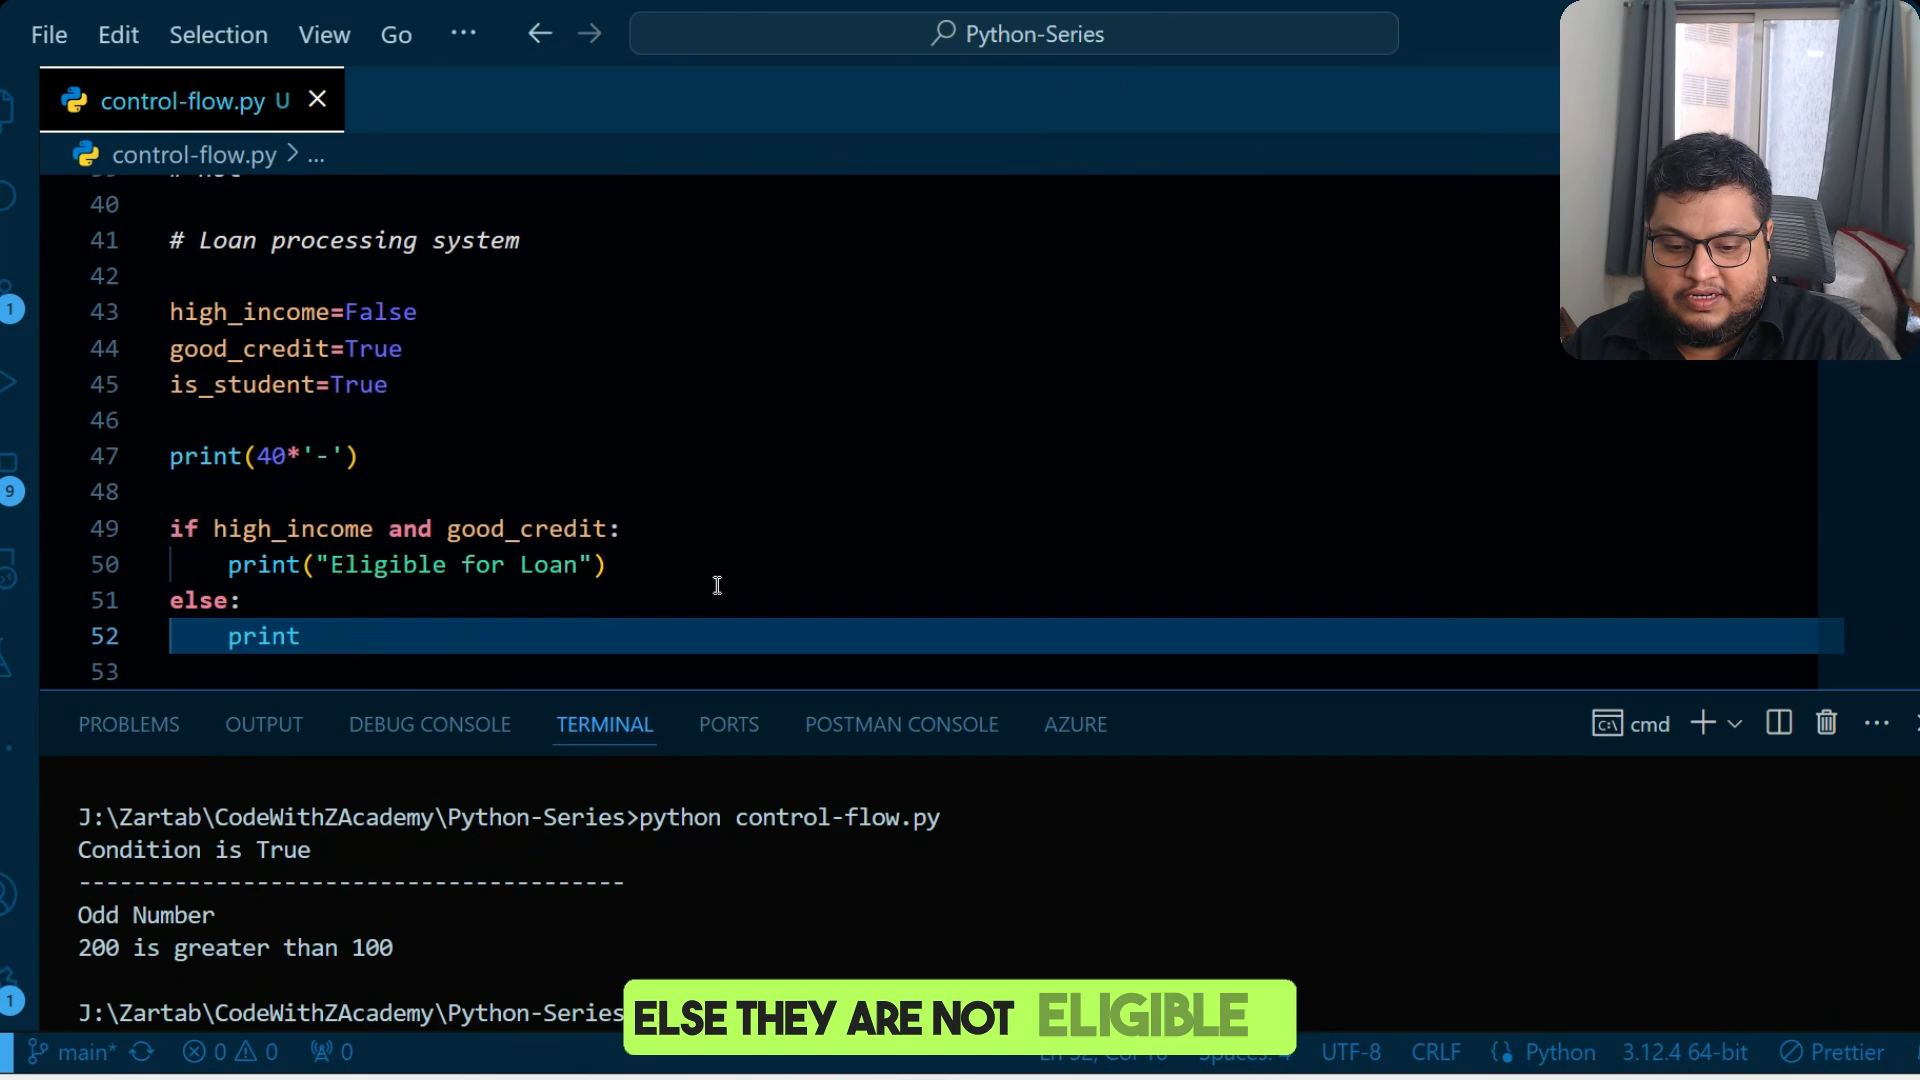 File Edit Selection View Go ... Python-Series
control-flow.py U
control-flow.py > ...
40
41 # Loan processing system
42
43 high_income=False
44 good_credit=True
45 is_student=True
46
47 print(40*'-')
48
49 if high_income and good_credit:
50 print("Eligible for Loan")
51 else:
52 print
53
PROBLEMS OUTPUT DEBUG CONSOLE TERMINAL PORTS POSTMAN CONSOLE AZURE cmd
J:\Zartab\CodeWithZAcademy\Python-Series>python control-flow.py
Condition is True
----------------------------------------
Odd Number
200 is greater than 100
J:\Zartab\CodeWithZAcademy\Python-Series
ELSE THEY ARE NOT ELIGIBLE
1
9
1
main* 0 0 0 UTF-8 CRLF Python 3.12.4 64-bit Prettier